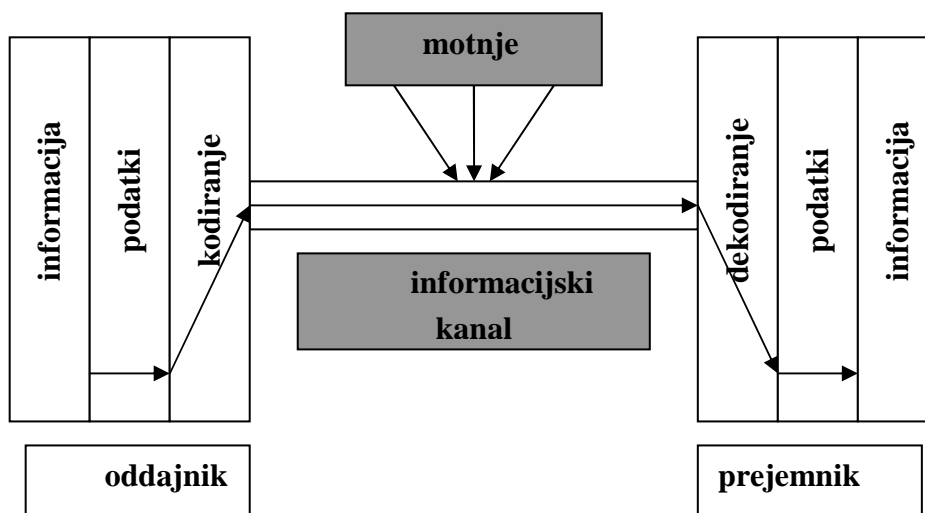 motnje
informacija
podatki
kodiranje
dekodiranje
podatki
informacija
informacijski
kanal
oddajnik
prejemnik